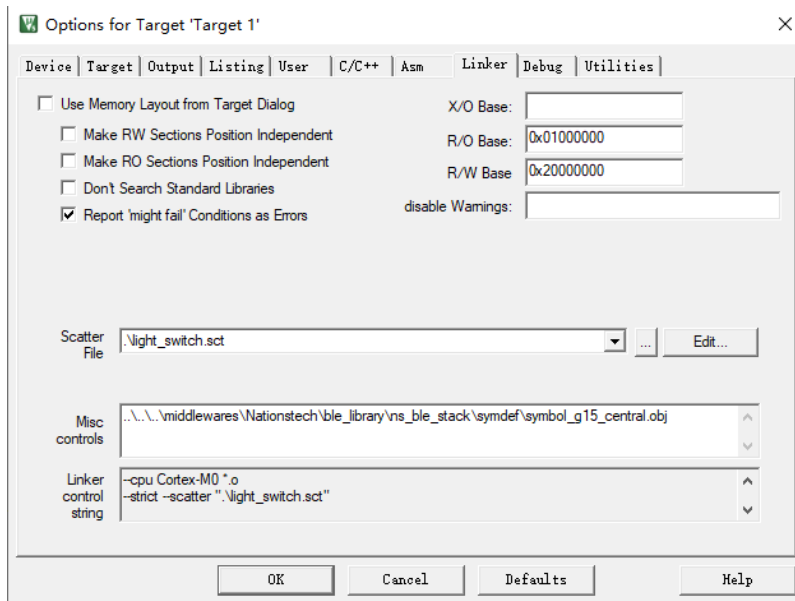 Options for Target 'Target 1'
Device Target Output Listing User C/C++ Asm Linker Debug Utilities
Use Memory Layout from Target Dialog
Make RW Sections Position Independent
Make RO Sections Position Independent
Don't Search Standard Libraries
Report 'might fail' Conditions as Errors
X/O Base:
R/O Base: 0x01000000
R/W Base 0x20000000
disable Warnings:
Scatter File .\light_switch.sct ... Edit...
Misc controls ..\..\..\middlewares\Nationstech\ble_library\ns_ble_stack\symdef\symbol_g15_central.obj
Linker control string --cpu Cortex-M0 *.o
--strict --scatter ".\light_switch.sct"
OK Cancel Defaults Help